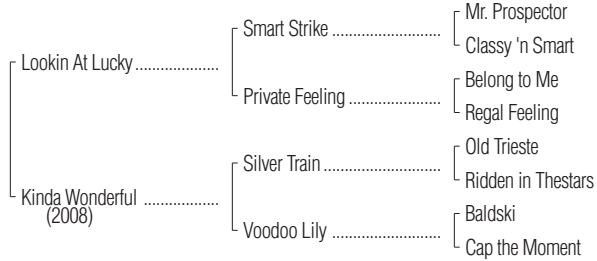 Mr. Prospector
Smart Strike ........................
Classy 'n Smart
Lookin At Lucky ...................
Belong to Me
Private Feeling .....................
Regal Feeling
Old Trieste
Silver Train ..........................
Ridden in Thestars
Kinda Wonderful .................
(2008)
Baldski
Voodoo Lily ........................
Cap the Moment